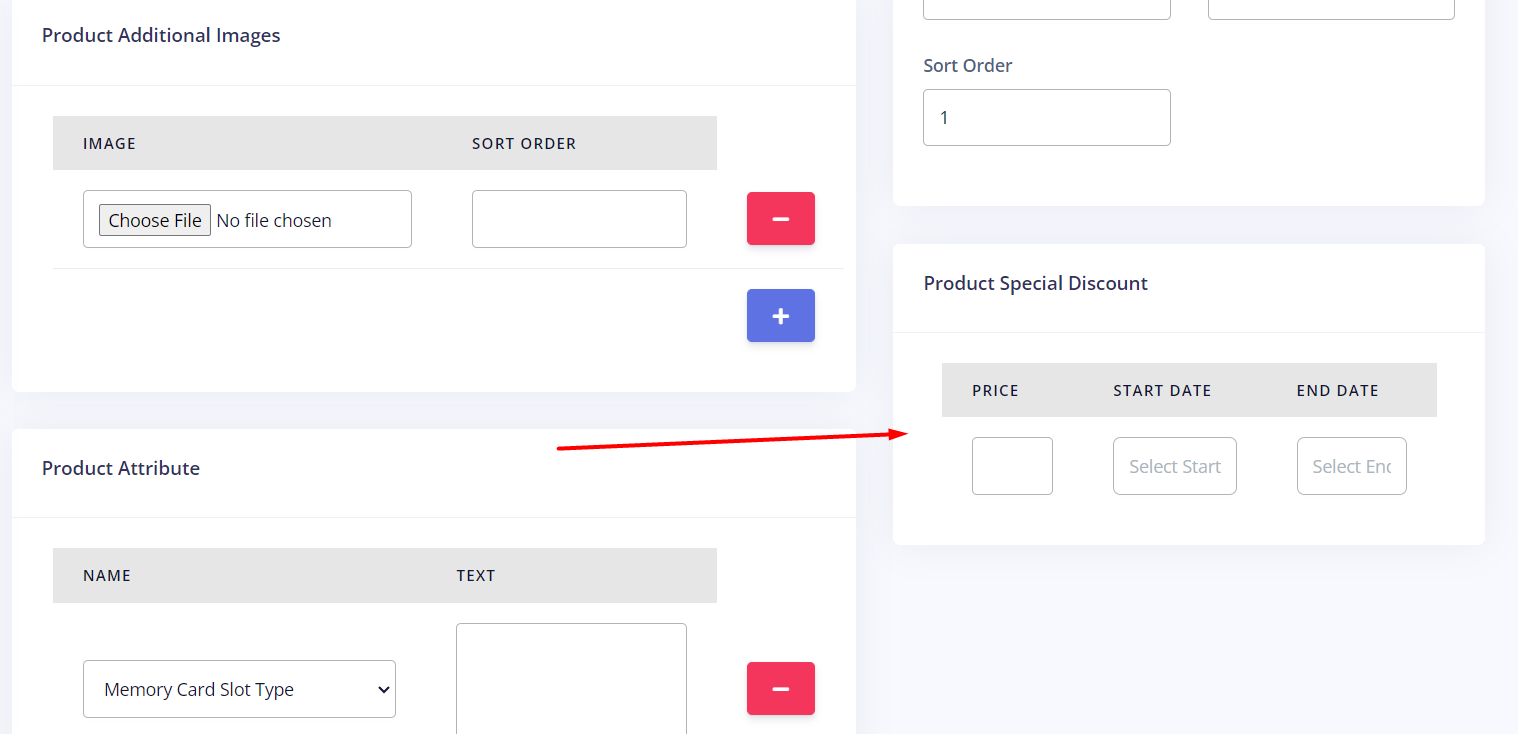 Product Additional Images
IMAGE SORT ORDER
Choose File No file chosen
Product Attribute
NAME TEXT
Memory Card Slot Type
Sort Order
1
Product Special Discount
PRICE START DATE END DATE
Select Start Select End